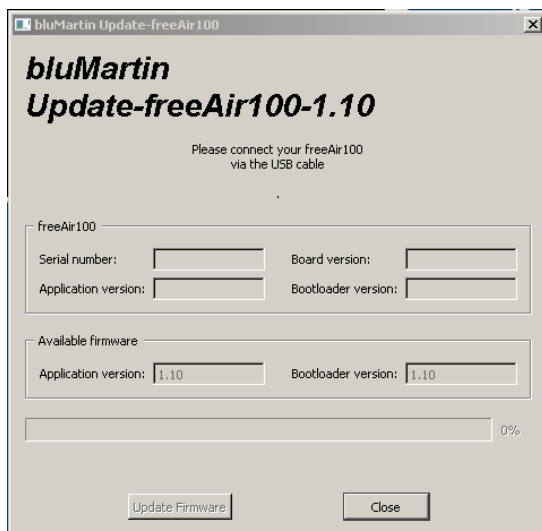 bluMartin Update-freeAir100
bluMartin
Update-freeAir100-1.10
Please connect your freeAir100
via the USB cable
.
freeAir100
Serial number: Board version:
Application version: Bootloader version:
Available firmware
Application version: 1.10 Bootloader version: 1.10
0%
Update Firmware Close